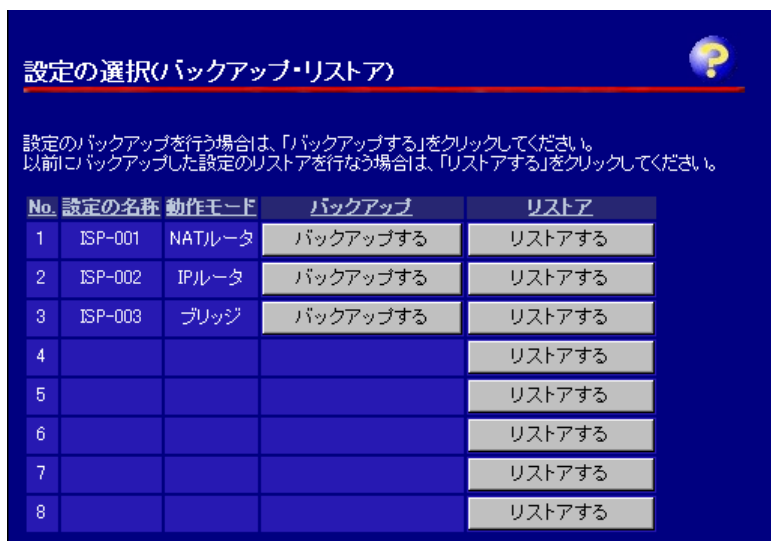 設定の選択(バックアップ・リストア)
?
設定のバックアップを行う場合は、「バックアップする」をクリックしてください。
以前にバックアップした設定のリストアを行なう場合は、「リストアする」をクリックしてください。
No. 設定の名称 動作モード バックアップ リストア
1 ISP-001 NATルータ バックアップする リストアする
2 ISP-002 IPルータ バックアップする リストアする
3 ISP-003 ブリッジ バックアップする リストアする
4 リストアする
5 リストアする
6 リストアする
7 リストアする
8 リストアする